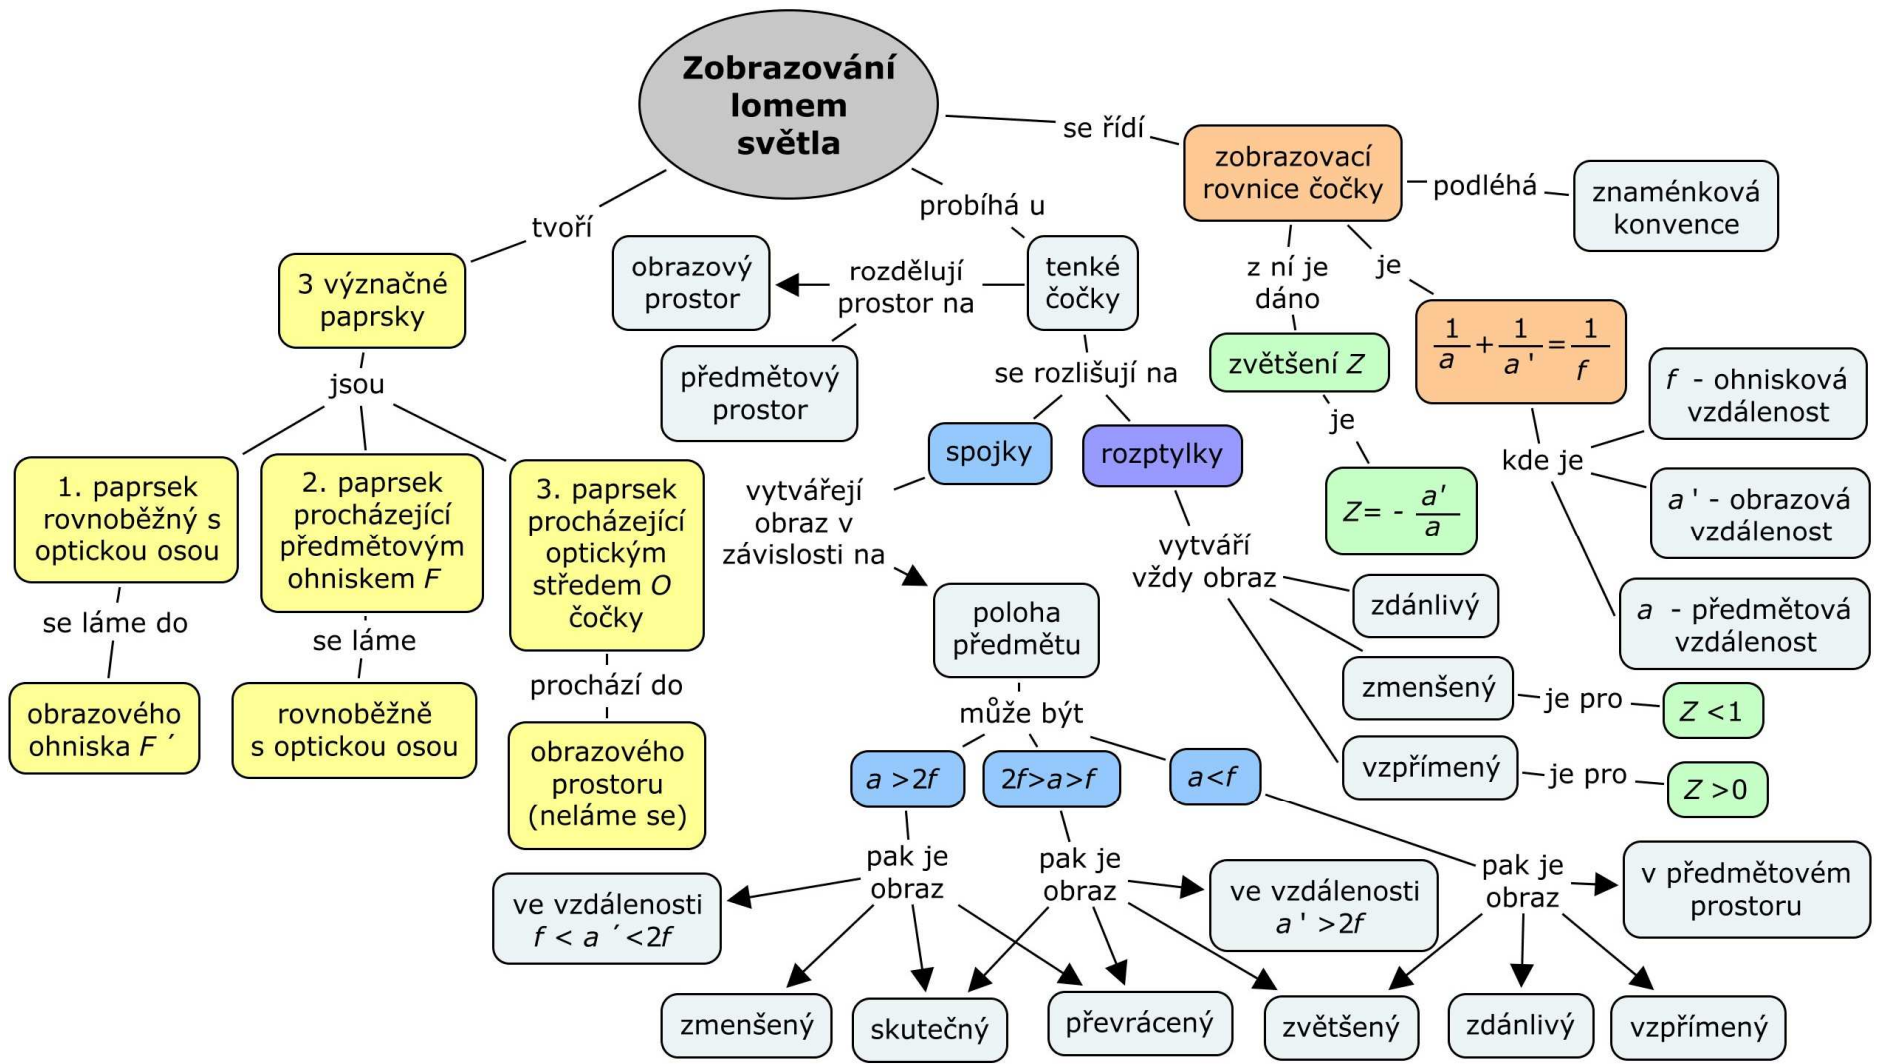 Zobrazování
lomem
světla
se řídí
zobrazovací
rovnice čočky
podléhá
znaménková
konvence
tvoří
probíhá u
3 význačné
paprsky
obrazový
prostor
rozdělují
prostor na
tenké
čočky
z ní je
dáno
je
předmětový
prostor
jsou
se rozlišují na
zvětšení Z
1/a + 1/a' = 1/f
f - ohnisková
vzdálenost
je
kde je
spojky
rozptylky
1. paprsek
rovnoběžný s
optickou osou
2. paprsek
procházející
předmětovým
ohniskem F
3. paprsek
procházející
optickým
středem O
čočky
vytvářejí
obraz v
závislosti na
Z= - a'/a
a' - obrazová
vzdálenost
vytváří
vždy obraz
poloha
předmětu
zdánlivý
a - předmětová
vzdálenost
se láme do
se láme
prochází do
zmenšený
je pro
Z <1
obrazového
ohniska F ´
rovnoběžně
s optickou osou
obrazového
prostoru
(neláme se)
může být
vzpřímený
je pro
Z >0
a >2f
2f>a>f
a<f
pak je
obraz
pak je
obraz
pak je
obraz
ve vzdálenosti
f < a ´<2f
ve vzdálenosti
a' >2f
v předmětovém
prostoru
zmenšený
skutečný
převrácený
zvětšený
zdánlivý
vzpřímený